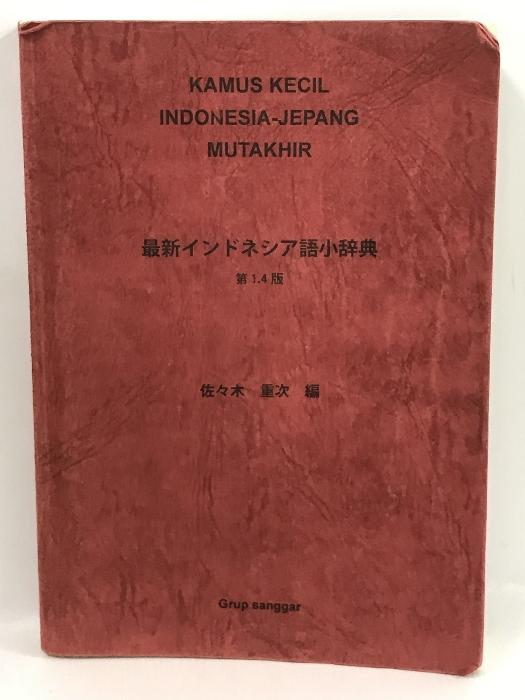 KAMUS KECIL
INDONESIA-JEPANG
MUTAKHIR
最新インドネシア語小辞典
第 1.4 版
佐々木　重次　編
Grup sanggar